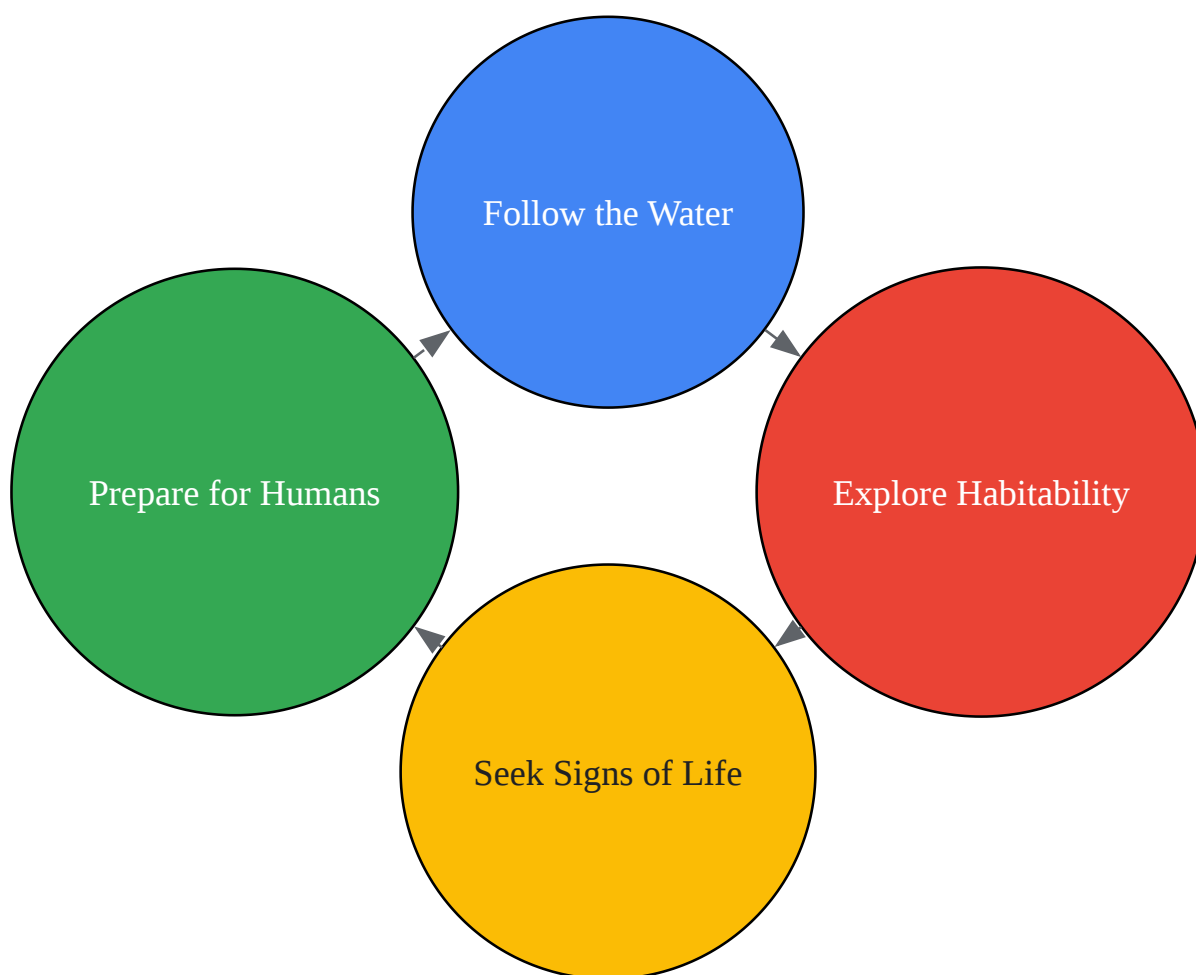 Follow the Water
Prepare for Humans
Explore Habitability
Seek Signs of Life